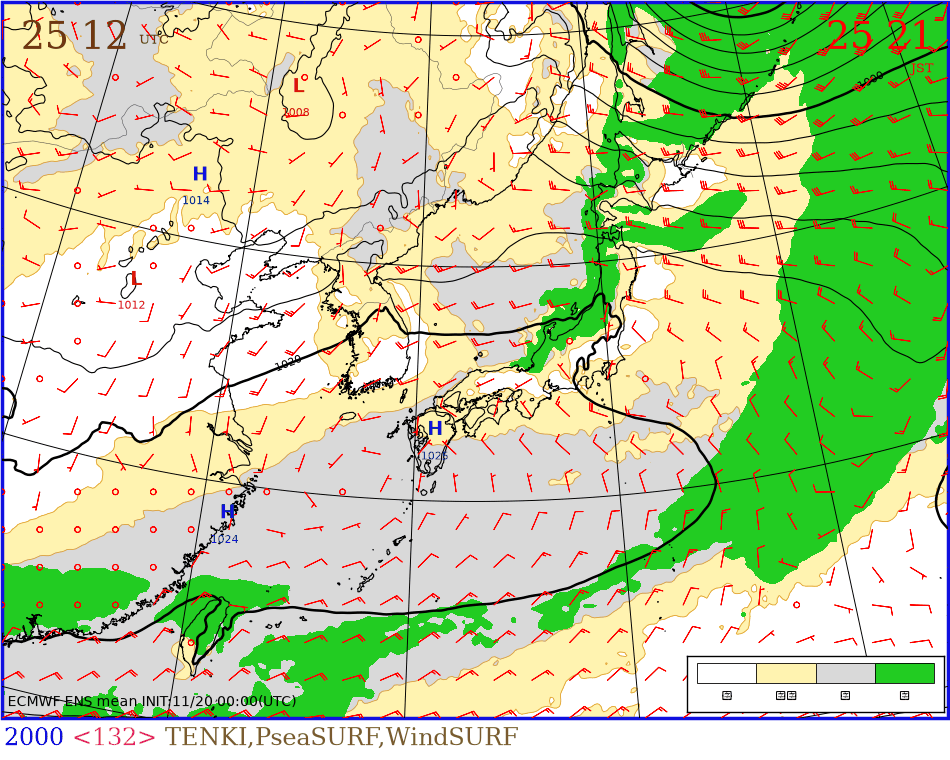 25 12 UTC
25 21 JST
1000
L
1008
H
1014
L
1012
1020
H
1026
H
1024
ECMWF ENS mean INIT:11/20 00:00(UTC)
2000 <132> TENKI,PseaSURF,WindSURF